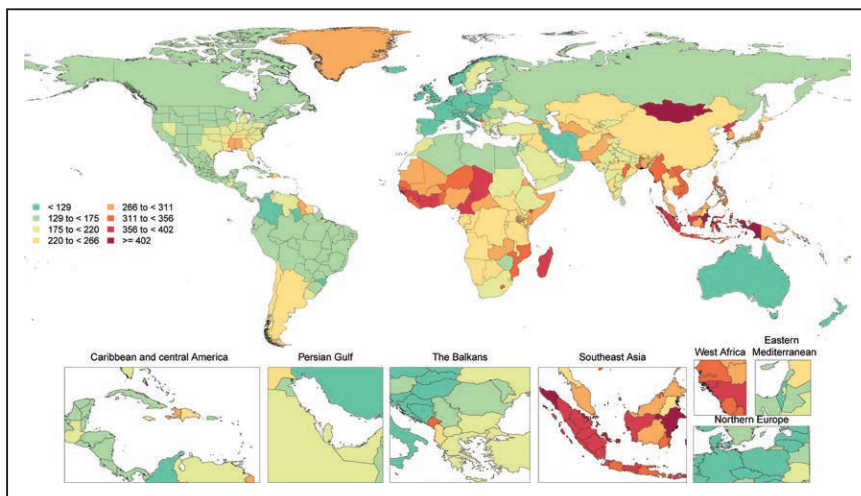 < 129
129 to < 175
175 to < 220
220 to < 266
266 to < 311
311 to < 356
356 to < 402
>= 402
Caribbean and central America
Persian Gulf
The Balkans
Southeast Asia
West Africa
Eastern
Mediterranean
Northern Europe